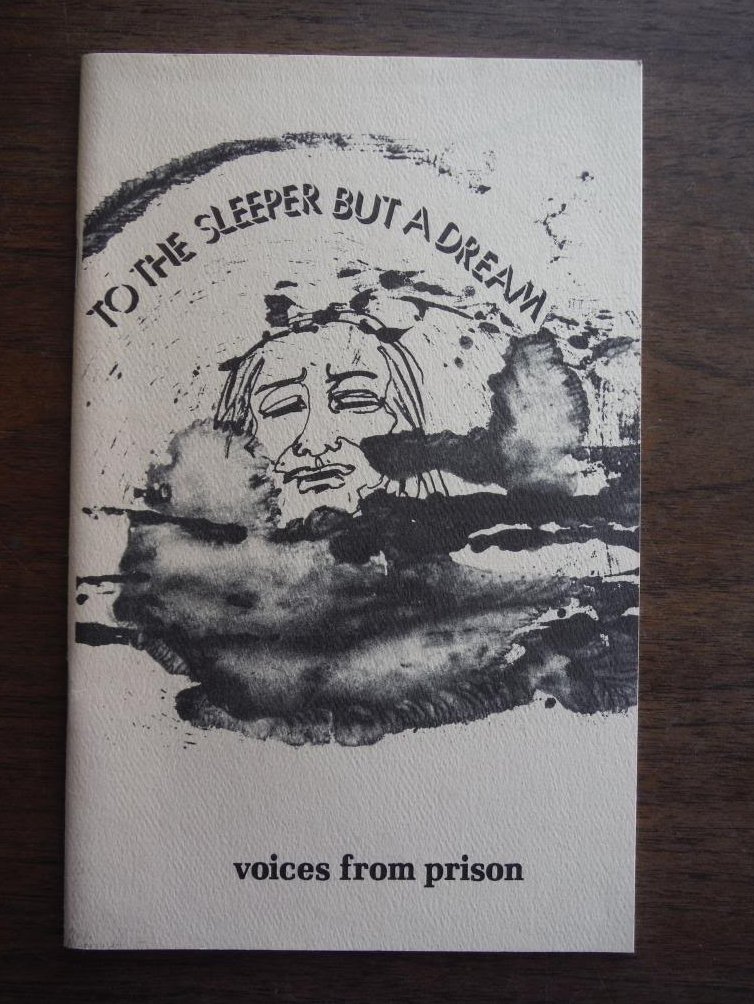 TO THE SLEEPER BUT A DREAM
voices from prison